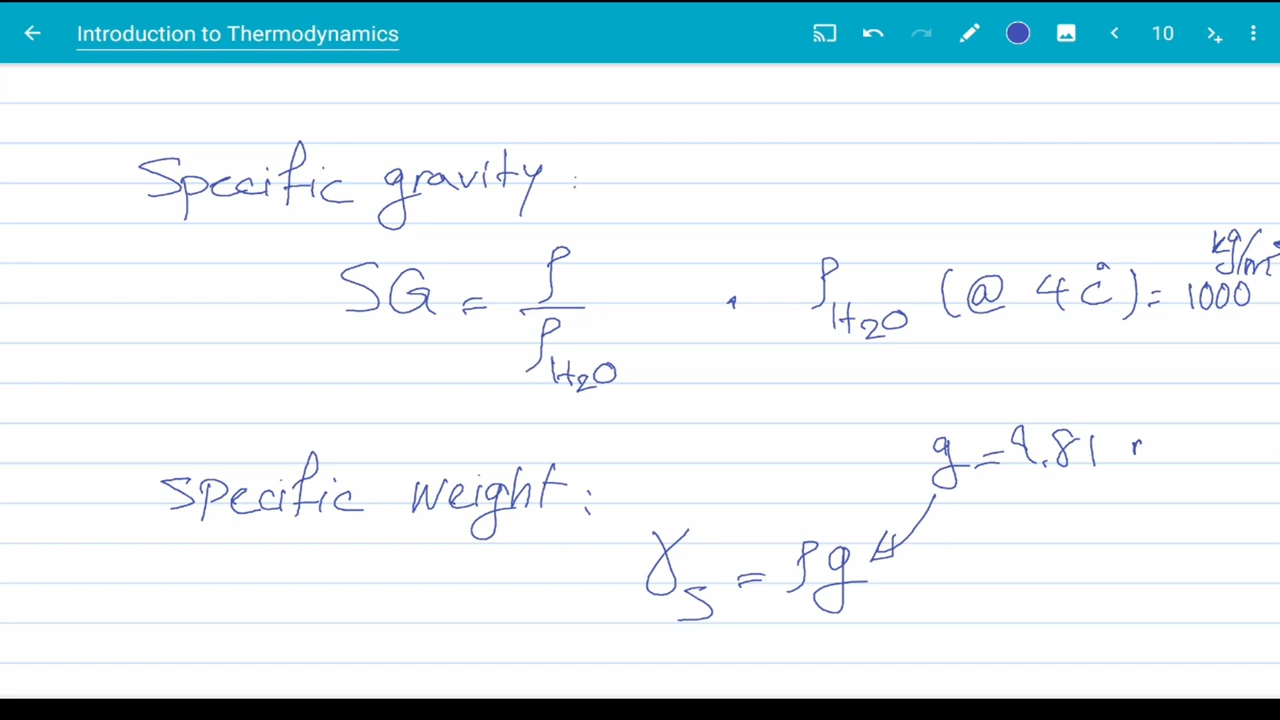 Introduction to Thermodynamics 10
Specific gravity :
SG = ρ / ρH₂O . ρH₂O (@ 4 c°) = 1000 kg/m³
specific weight :
g = 9.81
γs = ρg